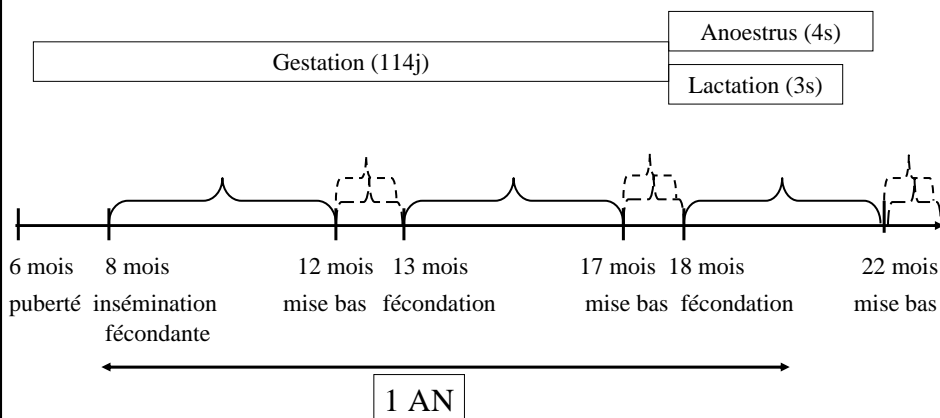 Anoestrus (4s)
Gestation (114j)
Lactation (3s)
6 mois 8 mois 12 mois 13 mois 17 mois 18 mois 22 mois
puberté insémination mise bas fécondation mise bas fécondation mise bas
fécondante
1 AN